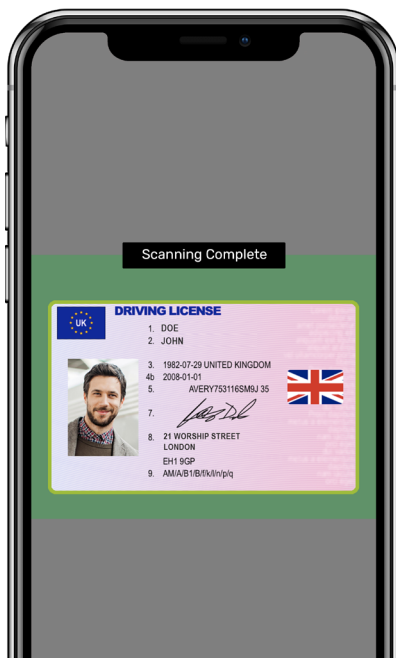 Scanning Complete
UK
DRIVING LICENSE
1. DOE
2. JOHN
3. 1982-07-29 UNITED KINGDOM
4b 2008-01-01
5. AVERY753116SM9J 35
7.
8. 21 WORSHIP STREET
LONDON
EH1 9GP
9. AM/A/B1/B/f/k/l/n/p/q